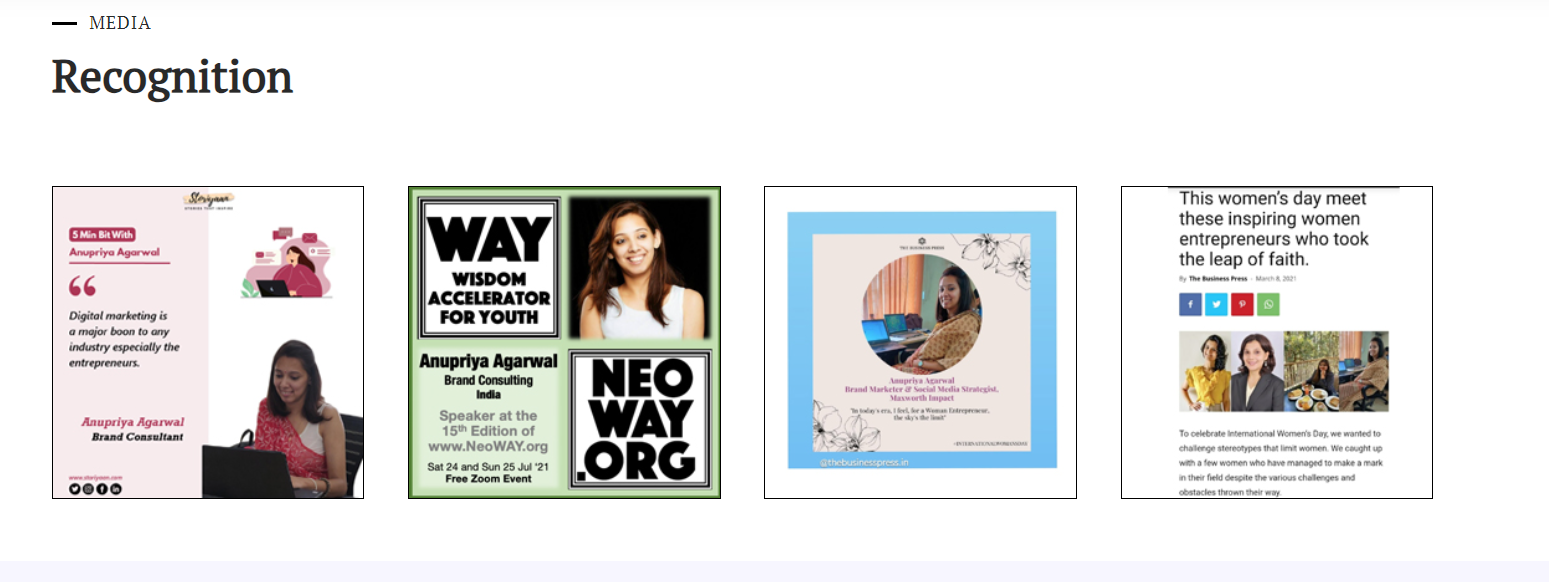 MEDIA
Recognition
Storiyaan
STORIES THAT INSPIRE
5 Min Bit With
Anupriya Agarwal
Digital marketing is
a major boon to any
industry especially the
entrepreneurs.
Anupriya Agarwal
Brand Consultant
www.storiyaan.com
WAY
WISDOM
ACCELERATOR
FOR YOUTH
Anupriya Agarwal
Brand Consulting
India
Speaker at the
15th Edition of
www.NeoWAY.org
Sat 24 and Sun 25 Jul '21
Free Zoom Event
NEO
WAY
.ORG
THE BUSINESS PRESS
Anupriya Agarwal
Brand Marketer & Social Media Strategist,
Maxworth Impact
"In today's era, I feel, for a Woman Entrepreneur,
the sky's the limit"
#INTERNATIONALWOMENSDAY
@thebusinesspress.in
This women's day meet
these inspiring women
entrepreneurs who took
the leap of faith.
By The Business Press - March 8, 2021
To celebrate International Women's Day, we wanted to
challenge stereotypes that limit women. We caught up
with a few women who have managed to make a mark
in their field despite the various challenges and
obstacles thrown their way.